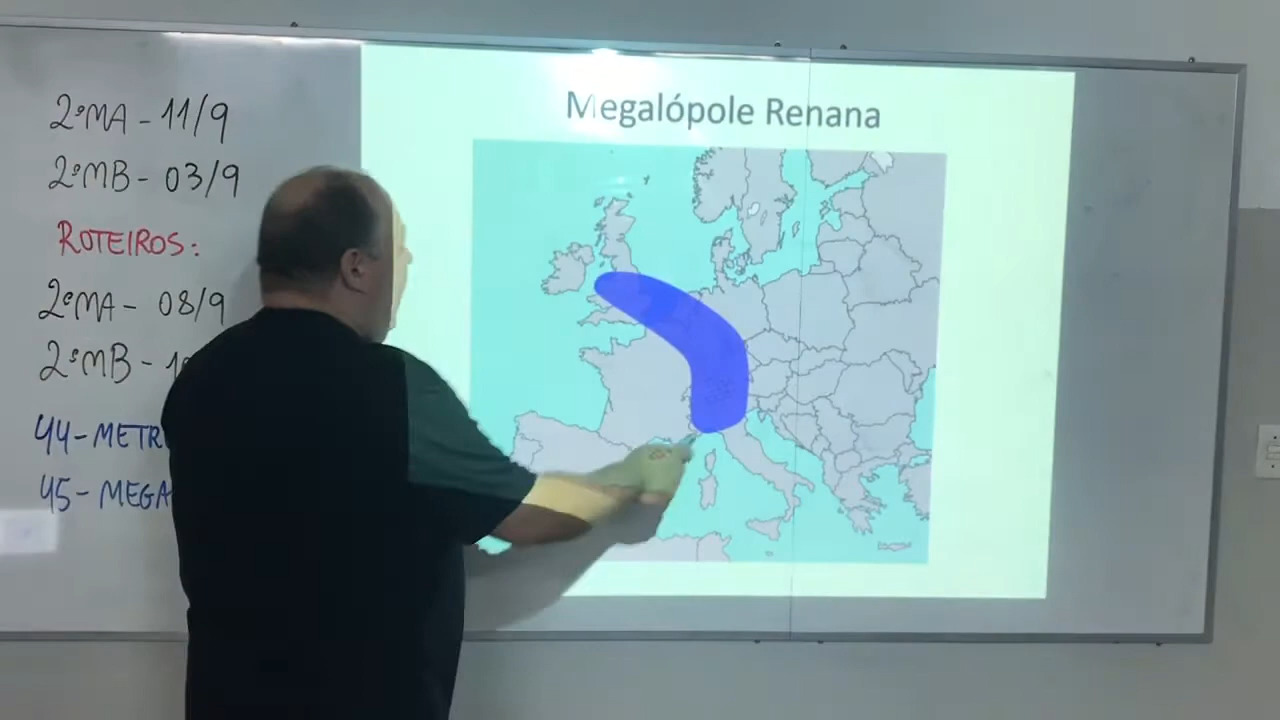 2ºMA - 11/9
2ºMB - 03/9
ROTEIROS:
2ºMA - 08/9
2ºMB -
44 - METR
45 - MEGA
Megalópole Renana